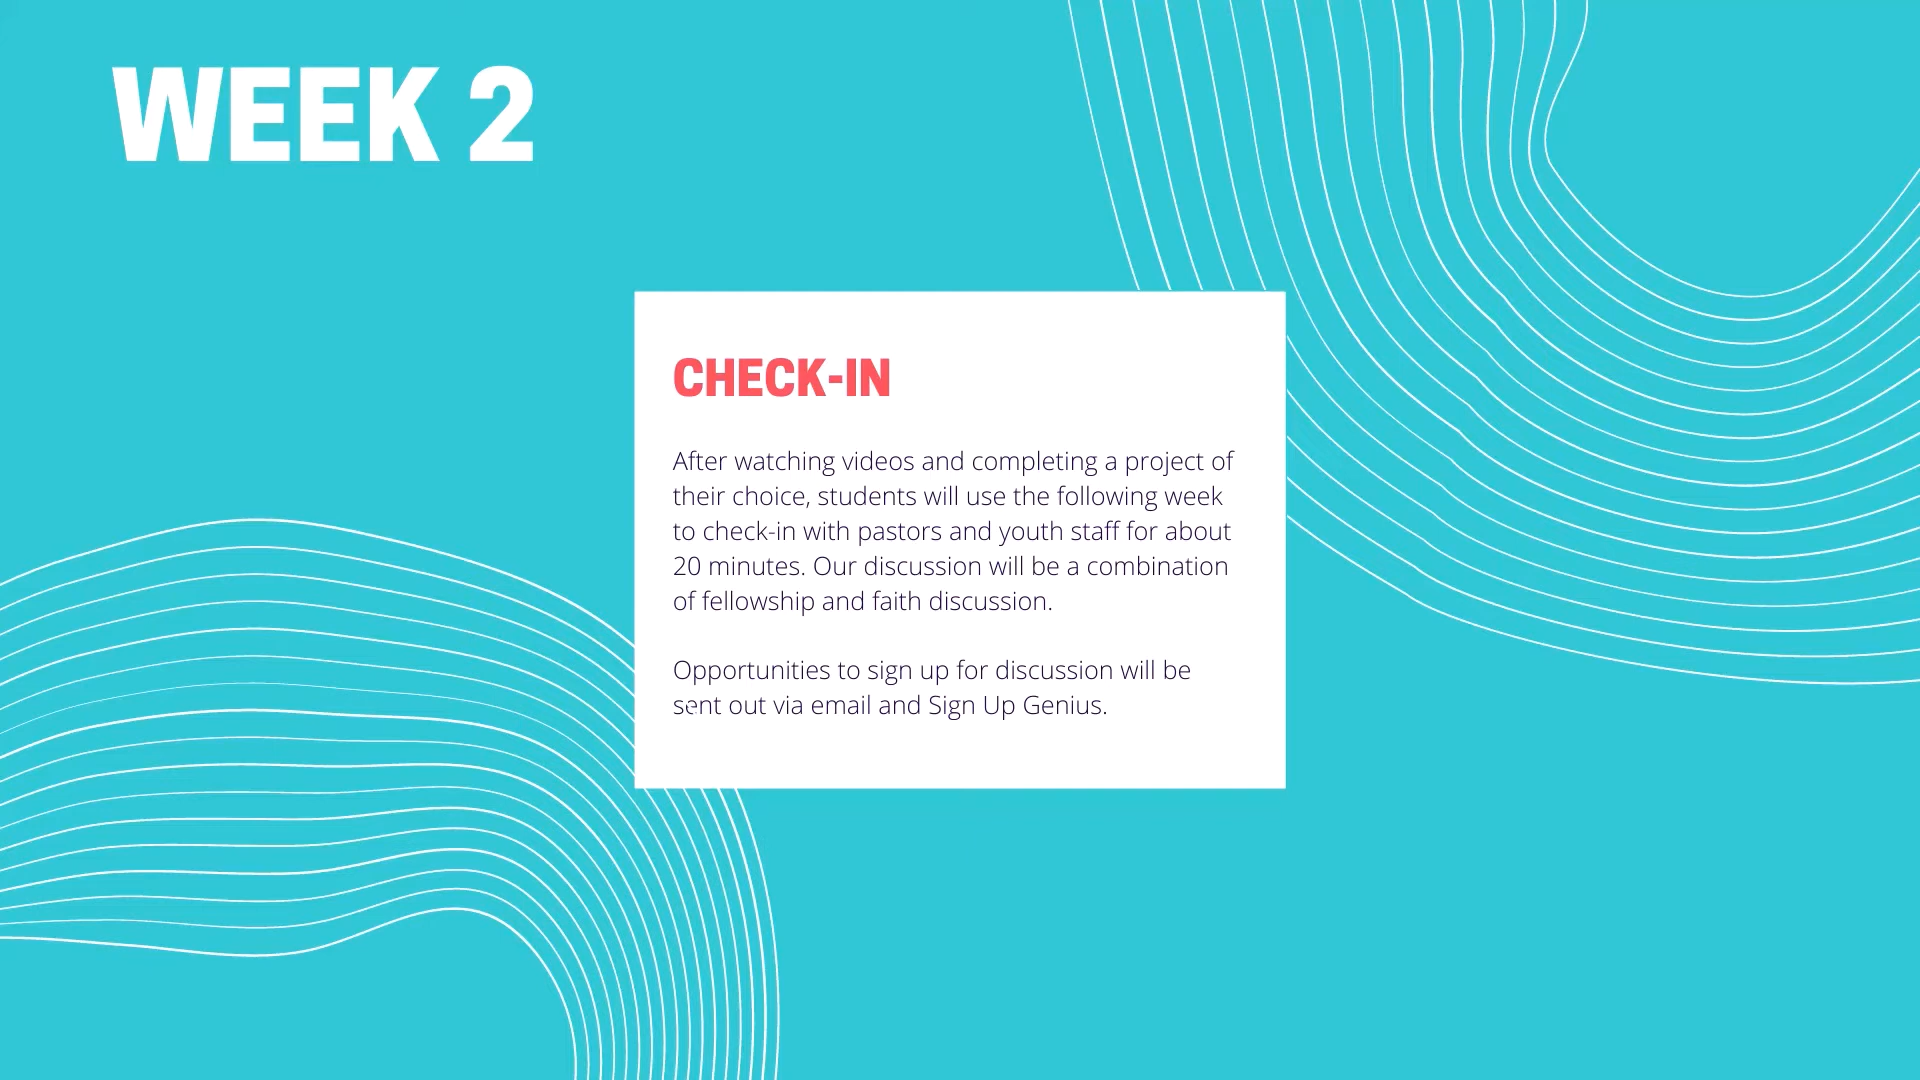 WEEK 2
CHECK-IN
After watching videos and completing a project of
their choice, students will use the following week
to check-in with pastors and youth staff for about
20 minutes. Our discussion will be a combination
of fellowship and faith discussion.
Opportunities to sign up for discussion will be
sent out via email and Sign Up Genius.